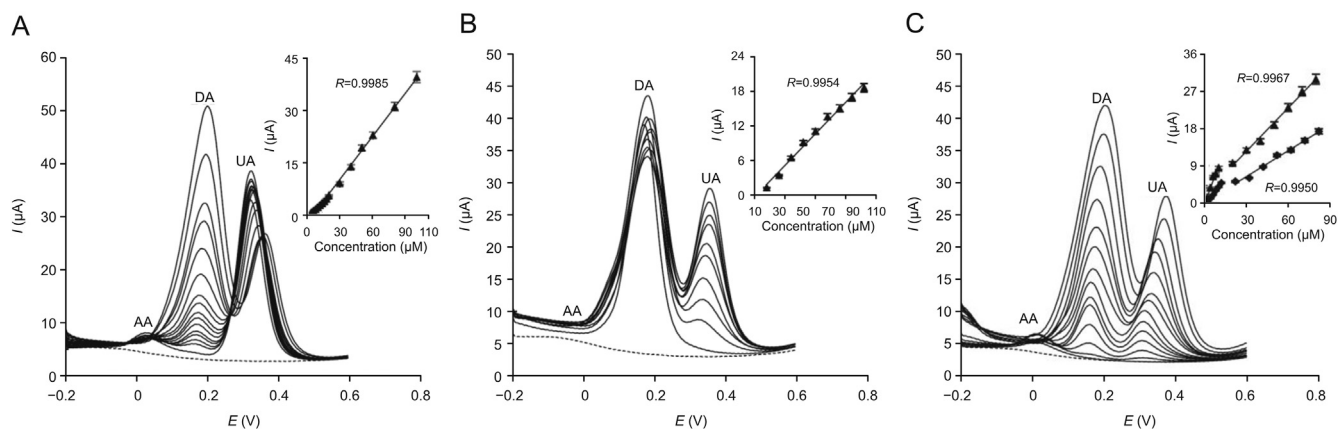 A
B
C
60
50
40
30
20
10
0
−0.2
0
0.2
0.4
0.6
0.8
I (µA)
E (V)
AA
DA
UA
45
30
15
0
0
30
60
90
110
I (µA)
R=0.9985
Concentration (µM)
50
45
40
35
30
25
20
15
10
5
0
−0.2
0
0.2
0.4
0.6
0.8
I (µA)
E (V)
AA
DA
UA
24
18
12
6
0
10
30
50
70
90
110
I (µA)
R=0.9954
Concentration (µM)
50
45
40
35
30
25
20
15
10
5
0
−0.2
0
0.2
0.4
0.6
0.8
I (µA)
E (V)
AA
DA
UA
36
27
18
9
0
0
30
60
90
I (µA)
R=0.9967
R=0.9950
Concentration (µM)